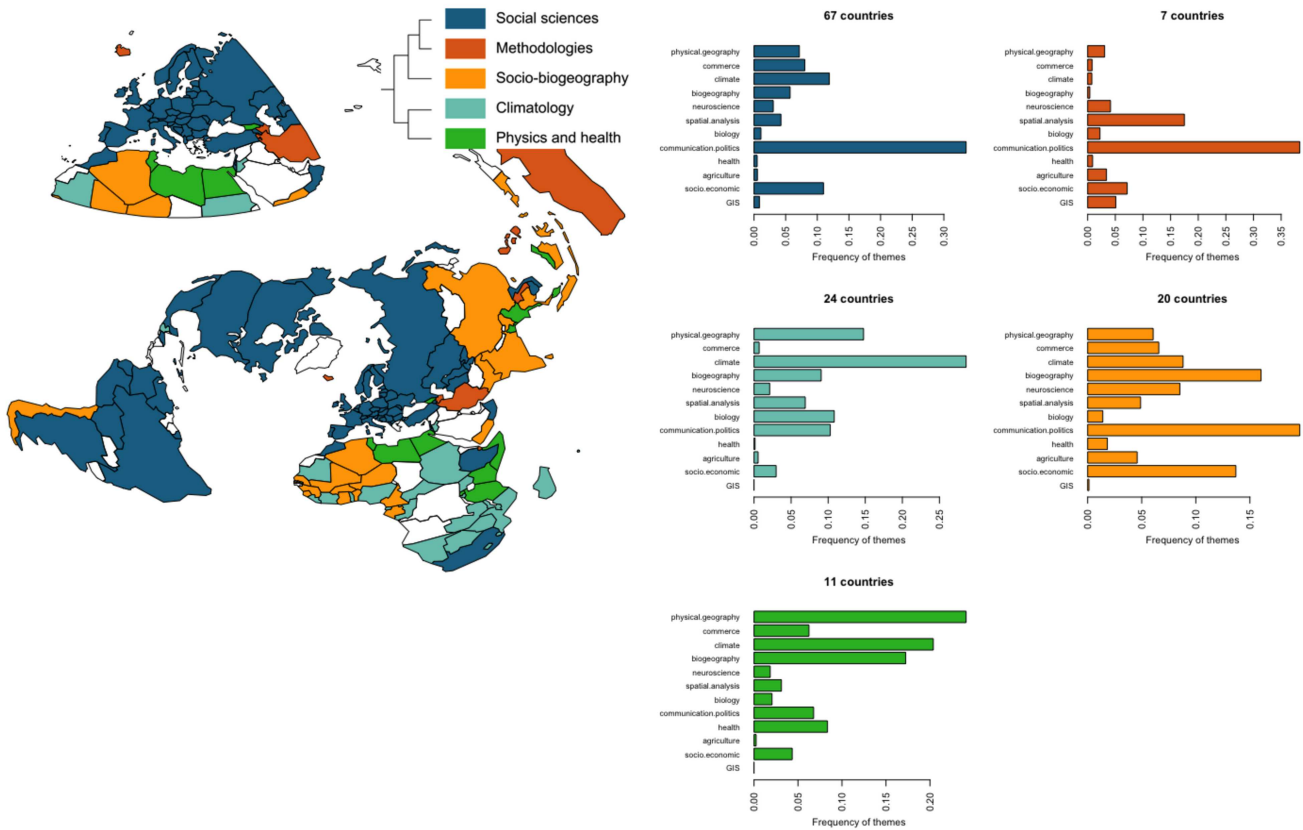 Social sciences
Methodologies
Socio-biogeography
Climatology
Physics and health
67 countries
physical.geography
commerce
climate
biogeography
neuroscience
spatial.analysis
biology
communication.politics
health
agriculture
socio.economic
GIS
0.00 0.05 0.10 0.15 0.20 0.25 0.30
Frequency of themes
7 countries
physical.geography
commerce
climate
biogeography
neuroscience
spatial.analysis
biology
communication.politics
health
agriculture
socio.economic
GIS
0.00 0.05 0.10 0.15 0.20 0.25 0.30 0.35
Frequency of themes
24 countries
physical.geography
commerce
climate
biogeography
neuroscience
spatial.analysis
biology
communication.politics
health
agriculture
socio.economic
GIS
0.00 0.05 0.10 0.15 0.20 0.25
Frequency of themes
20 countries
physical.geography
commerce
climate
biogeography
neuroscience
spatial.analysis
biology
communication.politics
health
agriculture
socio.economic
GIS
0.00 0.05 0.10 0.15
Frequency of themes
11 countries
physical.geography
commerce
climate
biogeography
neuroscience
spatial.analysis
biology
communication.politics
health
agriculture
socio.economic
GIS
0.00 0.05 0.10 0.15 0.20
Frequency of themes